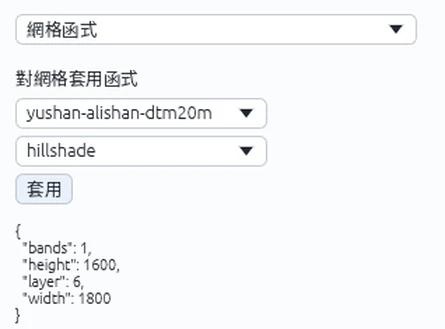 網格函式
對網格套用函式
yushan-alishan-dtm20m
hillshade
套用
{
"bands": 1,
"height": 1600,
"layer": 6,
"width": 1800
}